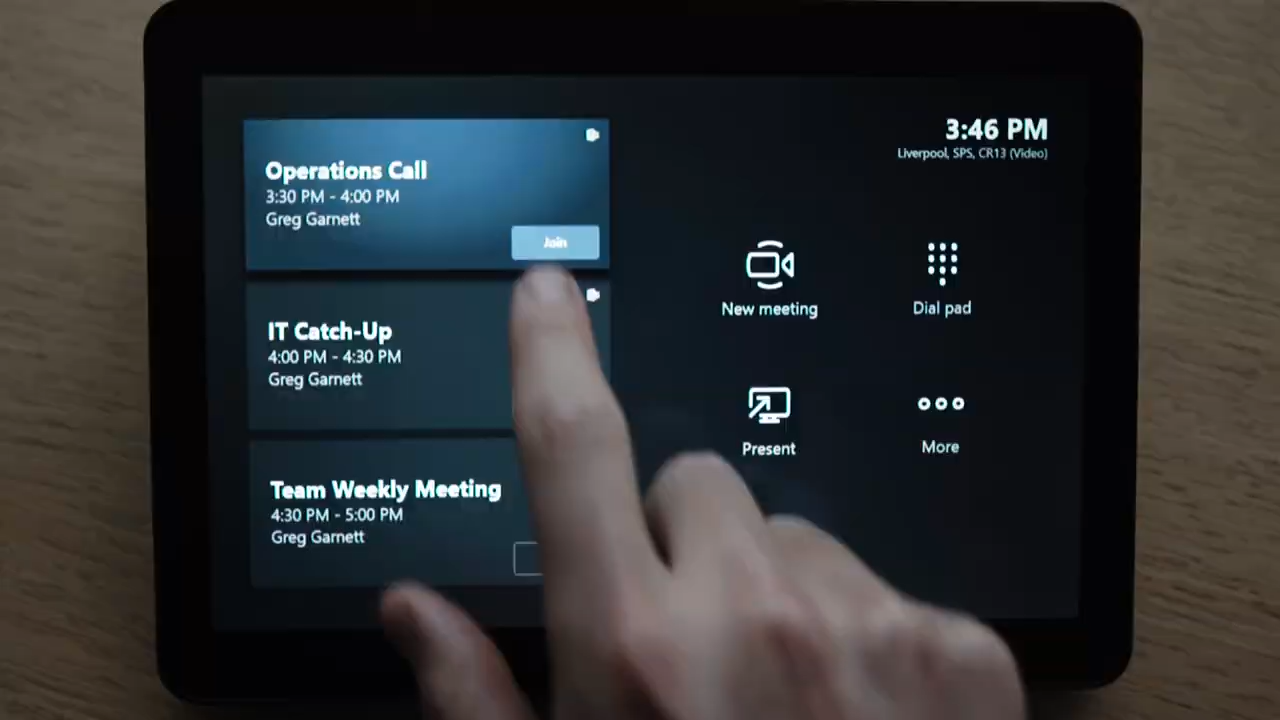 Operations Call
3:30 PM - 4:00 PM
Greg Garnett
Join
IT Catch-Up
4:00 PM - 4:30 PM
Greg Garnett
Team Weekly Meeting
4:30 PM - 5:00 PM
Greg Garnett
3:46 PM
Liverpool, SPS, CR13 (Video)
New meeting
Dial pad
Present
More